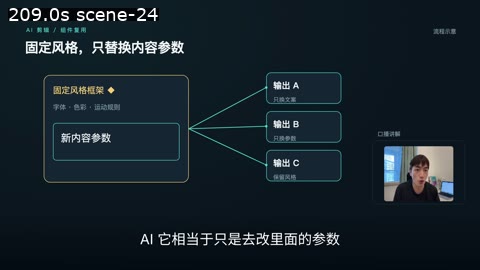 209.0s scene-24
AI 剪辑 / 组件复用
流程示意
固定风格，只替换内容参数
固定风格框架 ◆
字体 · 色彩 · 运动规则
新内容参数
输出 A
只换文案
输出 B
只换参数
输出 C
保留风格
口播讲解
AI 它相当于只是去改里面的参数